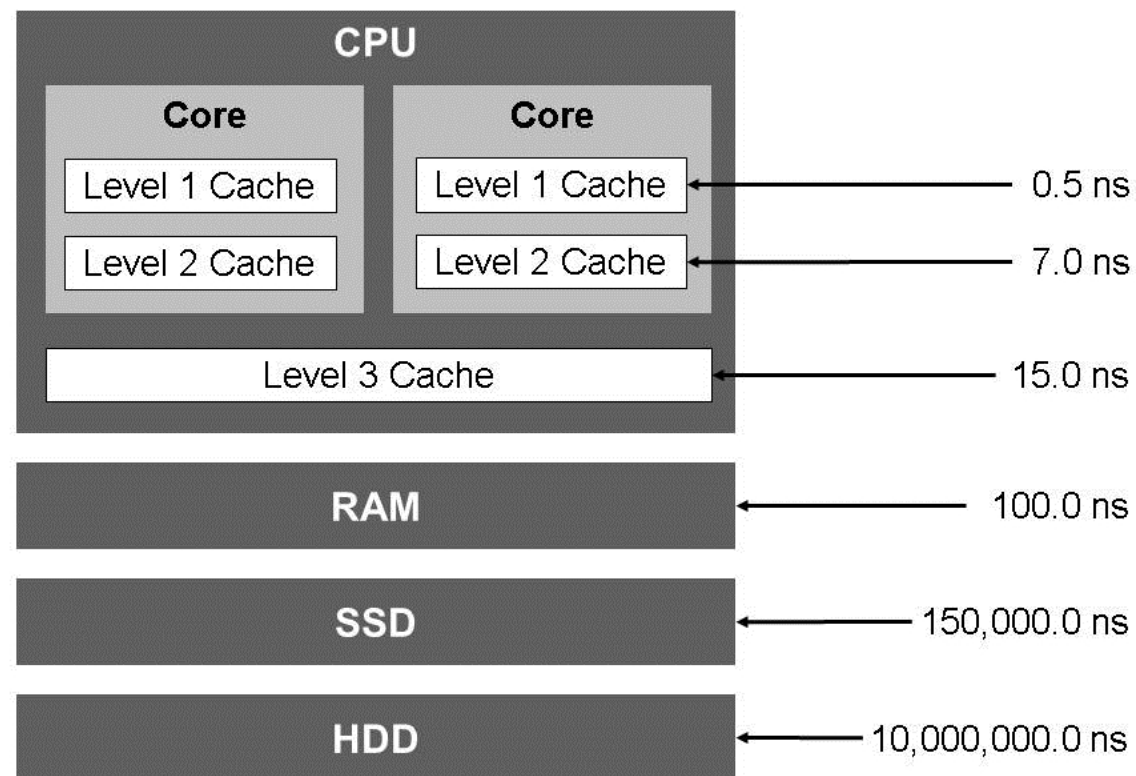 CPU
Core
Core
Level 1 Cache
Level 1 Cache
0.5 ns
Level 2 Cache
Level 2 Cache
7.0 ns
Level 3 Cache
15.0 ns
RAM
100.0 ns
SSD
150,000.0 ns
HDD
10,000,000.0 ns